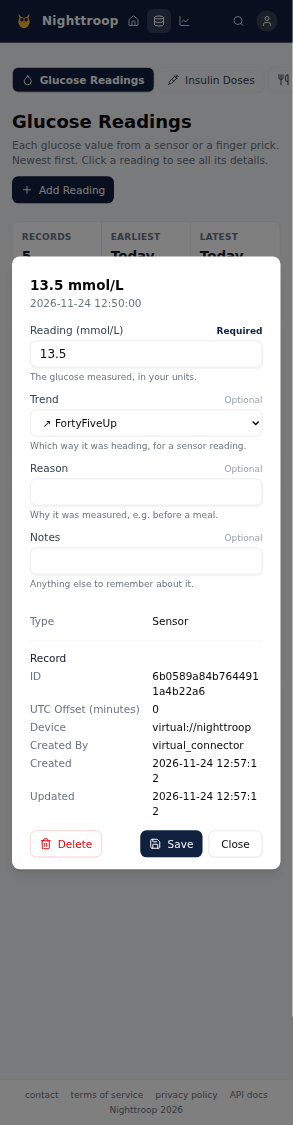 Nighttroop
Glucose Readings
Insulin Doses
Glucose Readings
Each glucose value from a sensor or a finger prick.
Newest first. Click a reading to see all its details.
+ Add Reading
RECORDS
EARLIEST
LATEST
5
Today
Today
13.5 mmol/L
2026-11-24 12:50:00
Reading (mmol/L)
Required
13.5
The glucose measured, in your units.
Trend
Optional
↗ FortyFiveUp
Which way it was heading, for a sensor reading.
Reason
Optional
Why it was measured, e.g. before a meal.
Notes
Optional
Anything else to remember about it.
Type
Sensor
Record
ID
6b0589a84b764491
1a4b22a6
UTC Offset (minutes)
0
Device
virtual://nighttroop
Created By
virtual_connector
Created
2026-11-24 12:57:1
2
Updated
2026-11-24 12:57:1
2
Delete
Save
Close
contact
terms of service
privacy policy
API docs
Nighttroop 2026